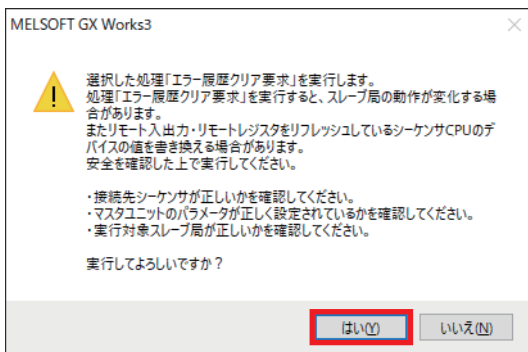 MELSOFT GX Works3
選択した処理「エラー履歴クリア要求」を実行します。
処理「エラー履歴クリア要求」を実行すると、スレーブ局の動作が変化する場
合があります。
またリモート入出力・リモートレジスタをリフレッシュしているシーケンサCPUのデ
バイスの値を書き換える場合があります。
安全を確認した上で実行してください。
・接続先シーケンサが正しいかを確認してください。
・マスタユニットのパラメータが正しく設定されているかを確認してください。
・実行対象スレーブ局が正しいかを確認してください。
実行してよろしいですか？
はい(Y) いいえ(N)